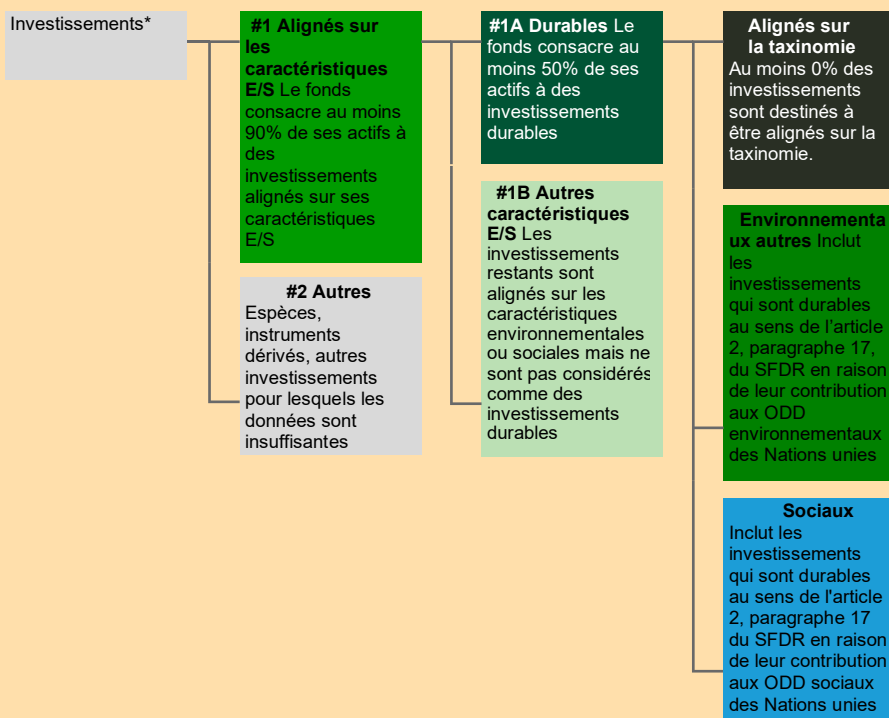 Investissements*
#1 Alignés sur
les
caractéristiques
E/S Le fonds
consacre au moins
90% de ses actifs à
des
investissements
alignés sur ses
caractéristiques
E/S
#2 Autres
Espèces,
instruments
dérivés, autres
investissements
pour lesquels les
données sont
insuffisantes
#1A Durables Le
fonds consacre au
moins 50% de ses
actifs à des
investissements
durables
#1B Autres
caractéristiques
E/S Les
investissements
restants sont
alignés sur les
caractéristiques
environnementales
ou sociales mais ne
sont pas considérés
comme des
investissements
durables
Alignés sur
la taxinomie
Au moins 0% des
investissements
sont destinés à
être alignés sur la
taxinomie.
Environnementa
ux autres Inclut
les
investissements
qui sont durables
au sens de l’article
2, paragraphe 17,
du SFDR en raison
de leur contribution
aux ODD
environnementaux
des Nations unies
Sociaux
Inclut les
investissements
qui sont durables
au sens de l'article
2, paragraphe 17
du SFDR en raison
de leur contribution
aux ODD sociaux
des Nations unies